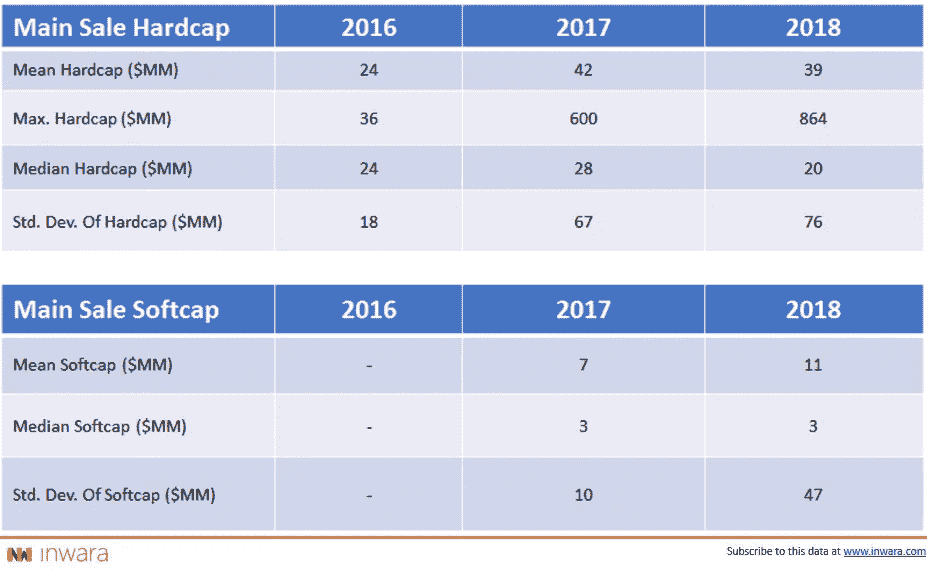 Main Sale Hardcap 2016 2017 2018
Mean Hardcap ($MM) 24 42 39
Max. Hardcap ($MM) 36 600 864
Median Hardcap ($MM) 24 28 20
Std. Dev. Of Hardcap ($MM) 18 67 76
Main Sale Softcap 2016 2017 2018
Mean Softcap ($MM) - 7 11
Median Softcap ($MM) - 3 3
Std. Dev. Of Softcap ($MM) - 10 47
inwara Subscribe to this data at www.inwara.com